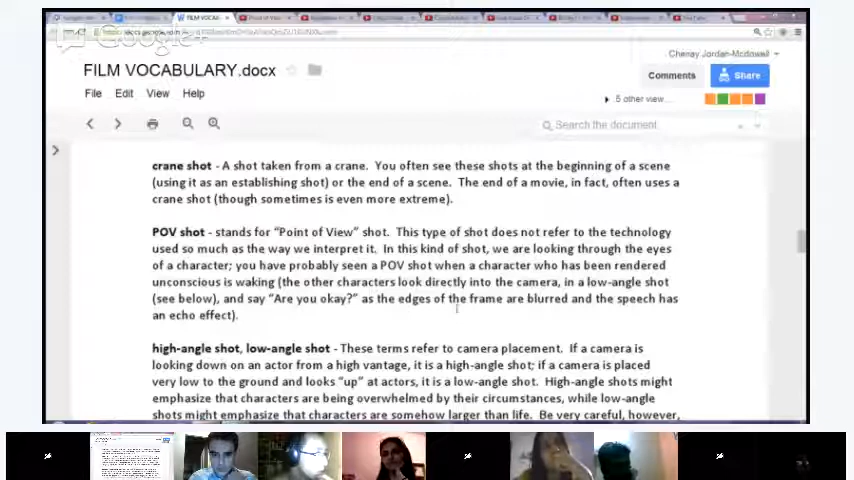 Google+
Chenay Jordan-Mcdowell
FILM VOCABULARY.docx
Comments
Share
File Edit View Help
5 other view...
Search the document
crane shot - A shot taken from a crane. You often see these shots at the beginning of a scene
(using it as an establishing shot) or the end of a scene. The end of a movie, in fact, often uses a
crane shot (though sometimes is even more extreme).
POV shot - stands for “Point of View” shot. This type of shot does not refer to the technology
used so much as the way we interpret it. In this kind of shot, we are looking through the eyes
of a character; you have probably seen a POV shot when a character who has been rendered
unconscious is waking (the other characters look directly into the camera, in a low-angle shot
(see below), and say “Are you okay?” as the edges of the frame are blurred and the speech has
an echo effect).
high-angle shot, low-angle shot - These terms refer to camera placement. If a camera is
looking down on an actor from a high vantage, it is a high-angle shot; if a camera is placed
very low to the ground and looks “up” at actors, it is a low-angle shot. High-angle shots might
emphasize that characters are being overwhelmed by their circumstances, while low-angle
shots might emphasize that characters are somehow larger than life. Be very careful, however,